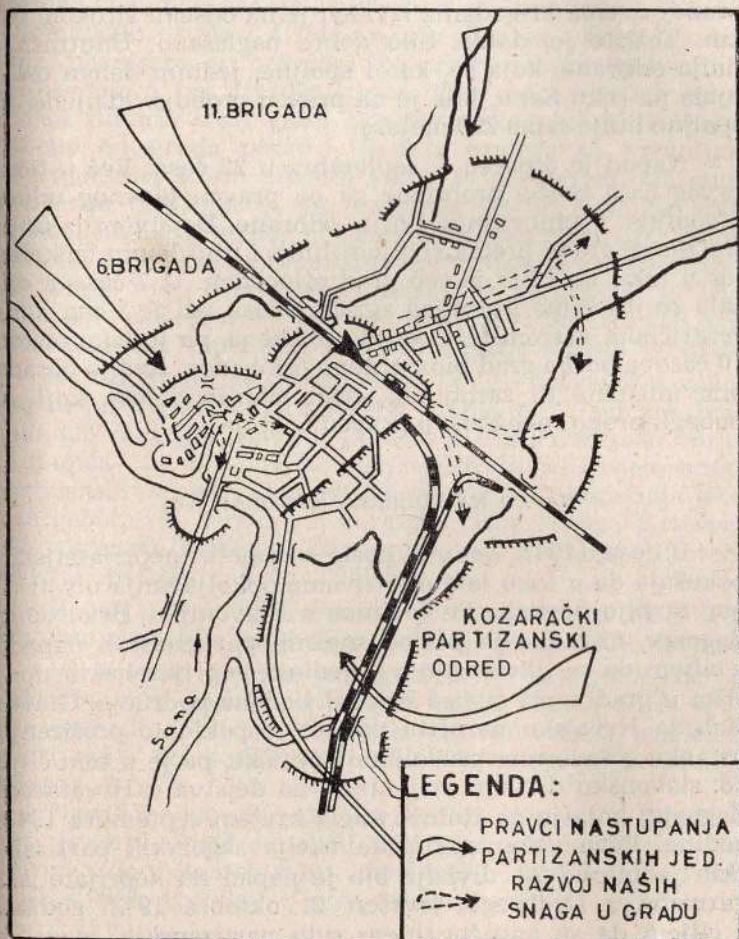 11. BRIGADA
6. BRIGADA
KOZARAČKI
PARTIZANSKI
ODRED
Sana
LEGENDA:
PRAVCI NASTUPANJA
PARTIZANSKIH JED.
RAZVOJ NAŠIH
SNAGA U GRADU